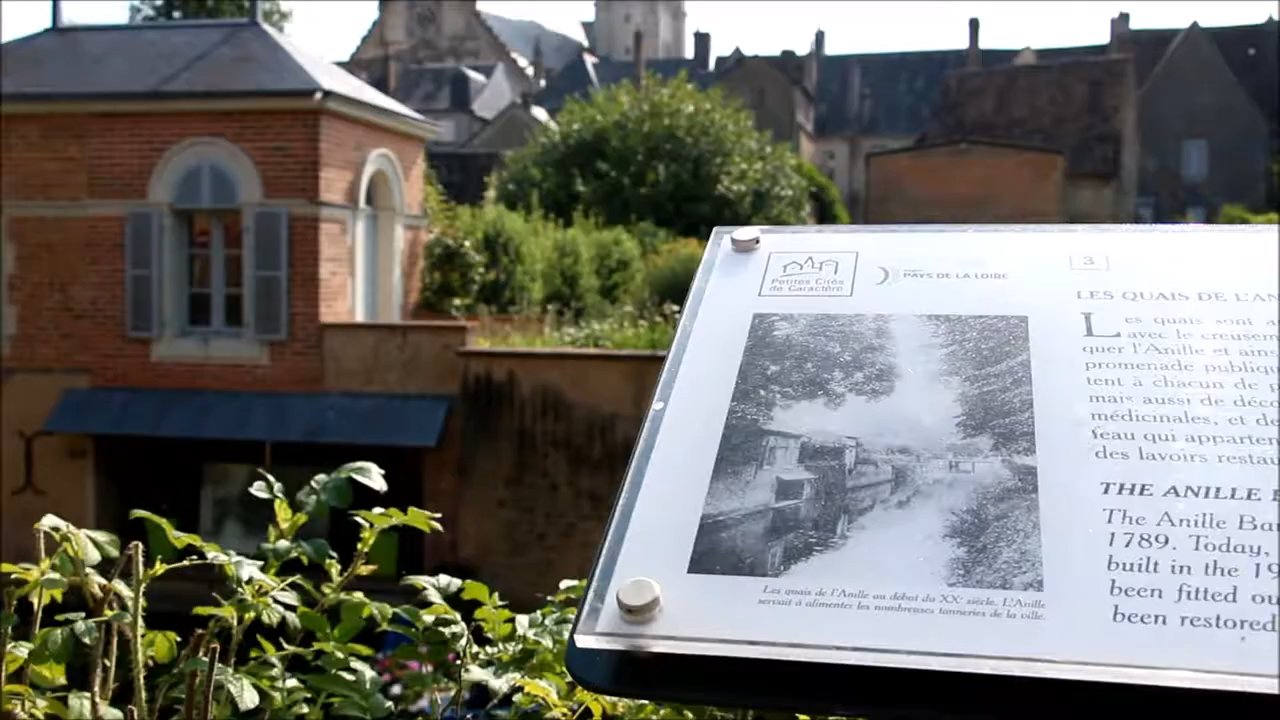 Petites Cités
de Caractère
PAYS DE LA LOIRE
3
LES QUAIS DE L'AN
Les quais sont a
avec le creusem
quer l'Anille et ains
promenade publiqu
tent à chacun de p
mais aussi de déco
médicinales, et de
feau qui apparten
des lavoirs restau
THE ANILLE
The Anille Ba
1789. Today,
built in the 19
been fitted ou
been restored
Les quais de l'Anille au début du XXe siècle. L'Anille
servait à alimenter les nombreuses tanneries de la ville.